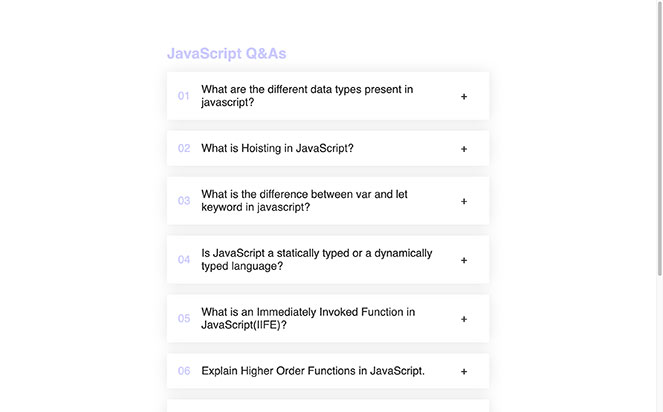 JavaScript Q&As
01
What are the different data types present in
javascript?
+
02
What is Hoisting in JavaScript?
+
03
What is the difference between var and let
keyword in javascript?
+
04
Is JavaScript a statically typed or a dynamically
typed language?
+
05
What is an Immediately Invoked Function in
JavaScript(IIFE)?
+
06
Explain Higher Order Functions in JavaScript.
+